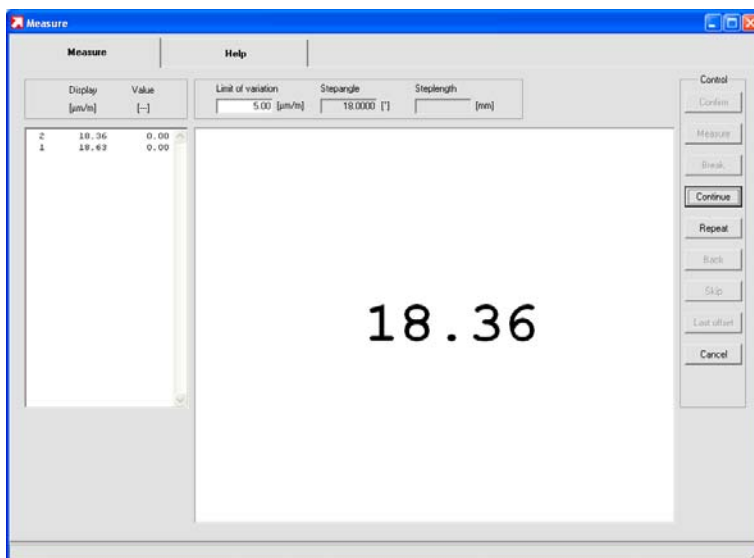 Measure
Measure Help
Display Value
[µm/m] [--]
Limit of variation Stepangle Steplength
5.00 [µm/m] 18.0000 [°] [mm]
2 18.36 0.00
1 18.63 0.00
18.36
Control
Confirm
Measure
Break
Continue
Repeat
Back
Skip
Last offset
Cancel